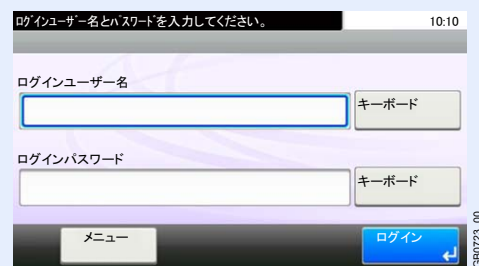 ﾛｸﾞｲﾝﾕｰｻﾞｰ名とﾊﾟｽﾜｰﾄﾞを入力してください。 10:10
ログインユーザー名
キーボード
ログインパスワード
キーボード
メニュー ログイン
GB0723_00